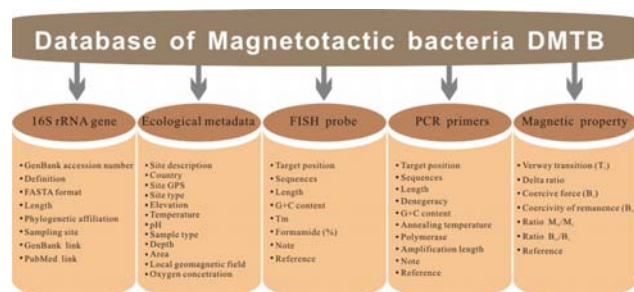 Database of Magnetotactic bacteria DMTB
16S rRNA gene
•GenBank accession number
•Definition
•FASTA format
•Length
•Phylogenetic affiliation
•Sampling site
•GenBank link
•PubMed link
Ecological metadata
•Site description
•Country
•Site GPS
•Site type
•Elevation
•Temperature
•pH
•Sample type
•Depth
•Area
•Local geomagnetic field
•Oxygen concetration
FISH probe
•Target position
•Sequences
•Length
•G+C content
•Tm
•Formamide (%)
•Note
•Reference
PCR primers
•Target position
•Sequences
•Length
•Denegeracy
•G+C content
•Annealing temperature
•Polymerase
•Amplification length
•Note
•Reference
Magnetic property
•Verwey transition
•Delta ratio
•Coercive force
•Coercivity of remanence
•Ratio
•Ratio
•Reference